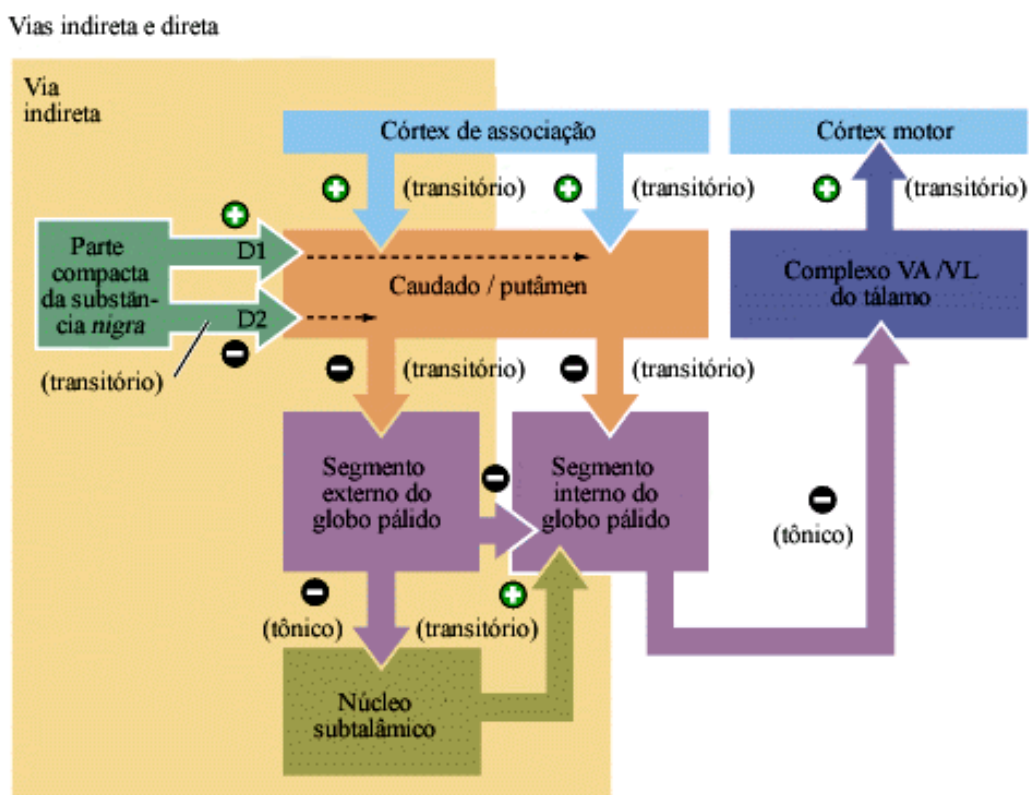 Vias indireta e direta
Via
indireta
Córtex de associação
Córtex motor
(transitório)
(transitório)
(transitório)
Parte
compacta
da substân-
cia nigra
D1
D2
(transitório)
Caudado / putâmen
Complexo VA /VL
do tálamo
(transitório)
(transitório)
Segmento
externo do
globo pálido
Segmento
interno do
globo pálido
(tônico)
(tônico)
(transitório)
Núcleo
subtalâmico